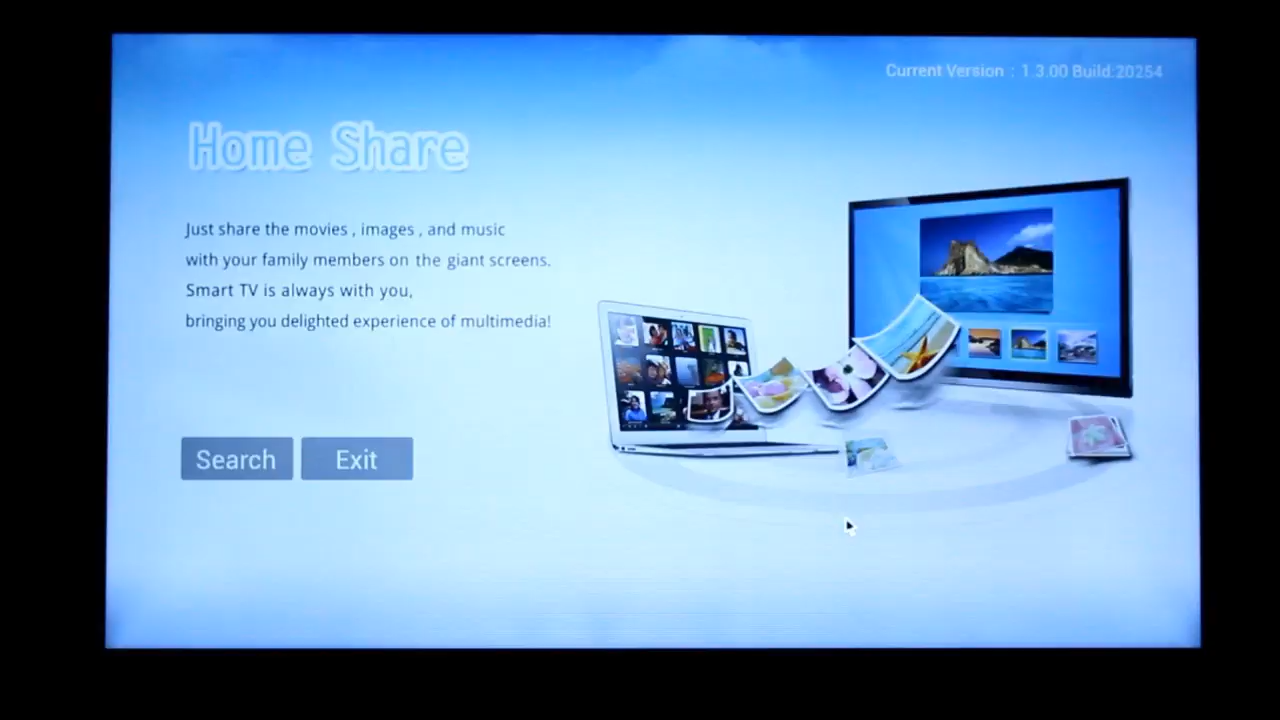 Current Version : 1.3.00 Build:20254
Home Share
Just share the movies , images , and music
with your family members on the giant screens.
Smart TV is always with you,
bringing you delighted experience of multimedia!
Search
Exit